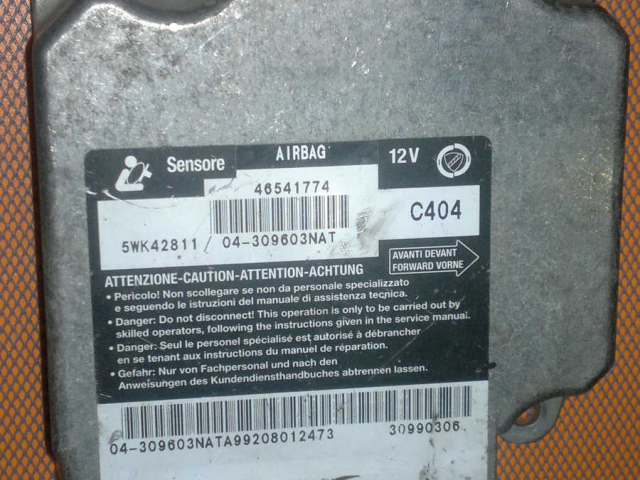 Sensore AIRBAG 12V
46541774
C404
5WK42811 / 04-309603NAT
AVANTI DEVANT
FORWARD VORNE
ATTENZIONE-CAUTION-ATTENTION-ACHTUNG
• Pericolo! Non scollegare se non da personale specializzato
e seguendo le istruzioni del manuale di assistenza tecnica.
• Danger: Do not disconnect! This operation is only to be carried out by
skilled operators, following the instructions given in the service manual.
• Danger: Seul le personel spécialisé est autorisé à débrancher
en se tenant aux instructions du manuel de réparation.
• Gefahr: Nur von Fachpersonal und nach den
Anweisungen des Kundendiensthandbuches abtrennen lassen.
04-309603NATA99208012473 30990306